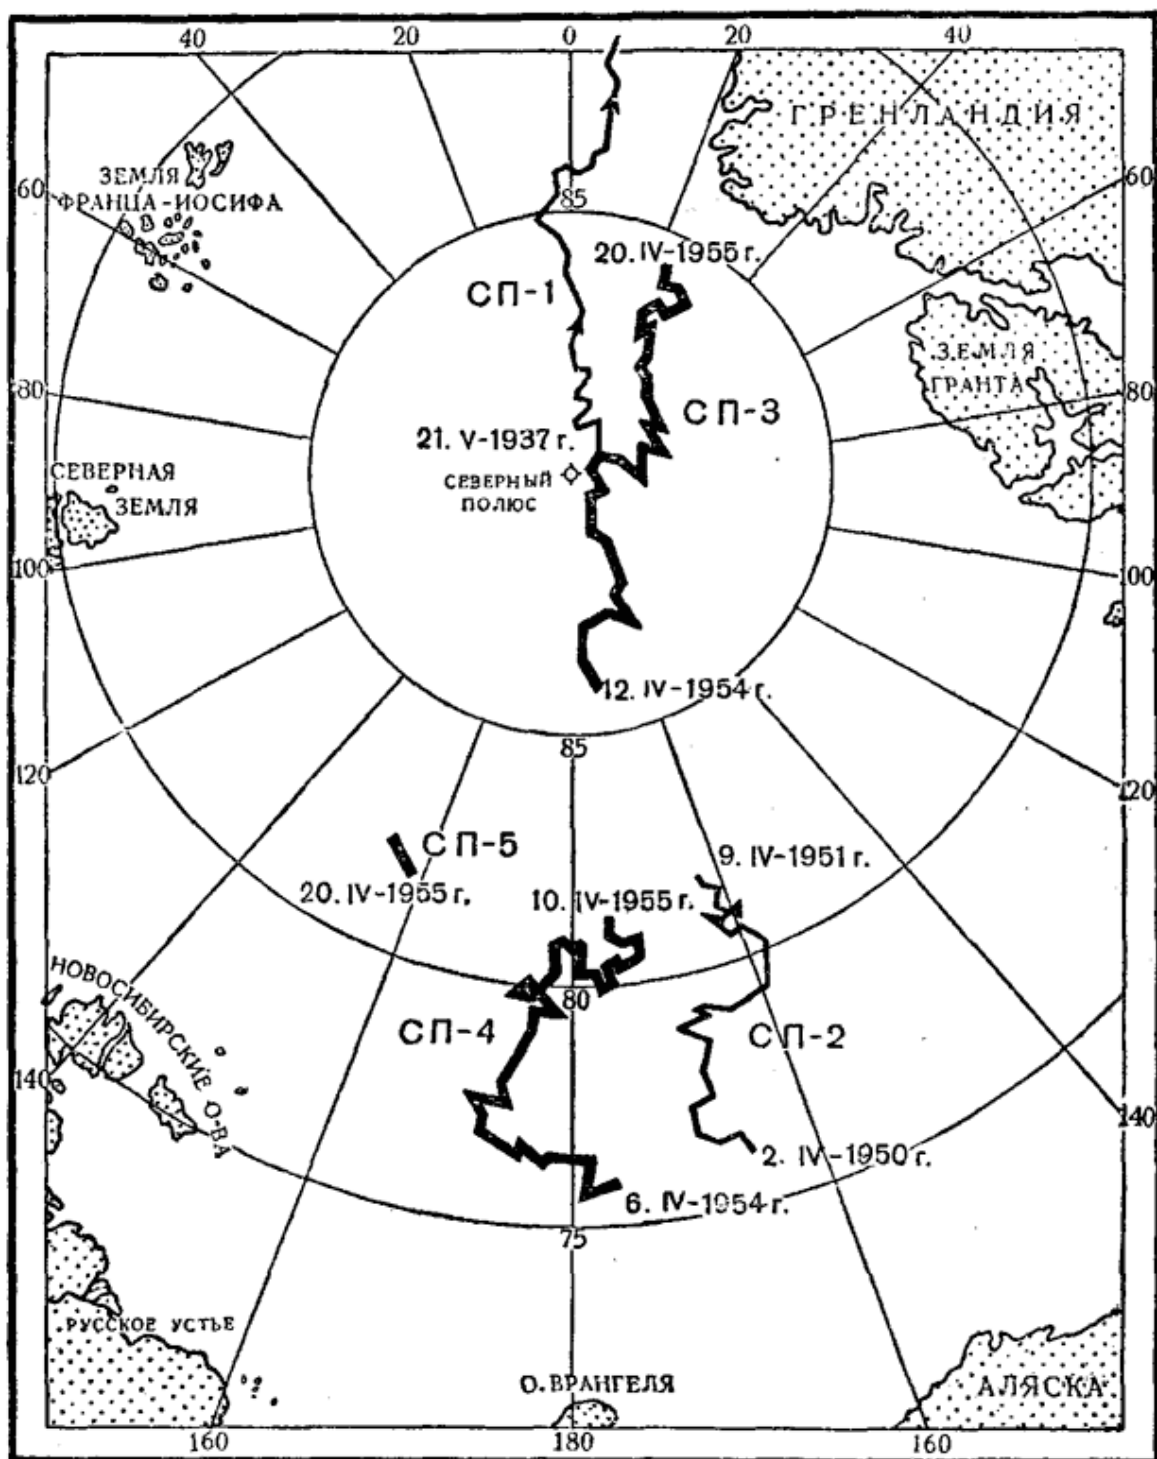 40 20 0 20 40
ГРЕНЛАНДИЯ
ЗЕМЛЯ
ФРАНЦА-ИОСИФА
60
85
60
20. IV-1955 г.
СП-1
ЗЕМЛЯ
ГРАНТА
80
СП-3
80
21. V-1937 г.
СЕВЕРНЫЙ
ПОЛЮС
СЕВЕРНАЯ
ЗЕМЛЯ
100
100
12. IV-1954 г.
85
120
120
СП-5
20. IV-1955 г.
9. IV-1951 г.
10. IV-1955 г.
НОВОСИБИРСКИЕ О-ВА
80
СП-4
СП-2
140
140
2. IV-1950 г.
6. IV-1954 г.
75
РУССКОЕ УСТЬЕ
О. ВРАНГЕЛЯ
АЛЯСКА
160 180 160